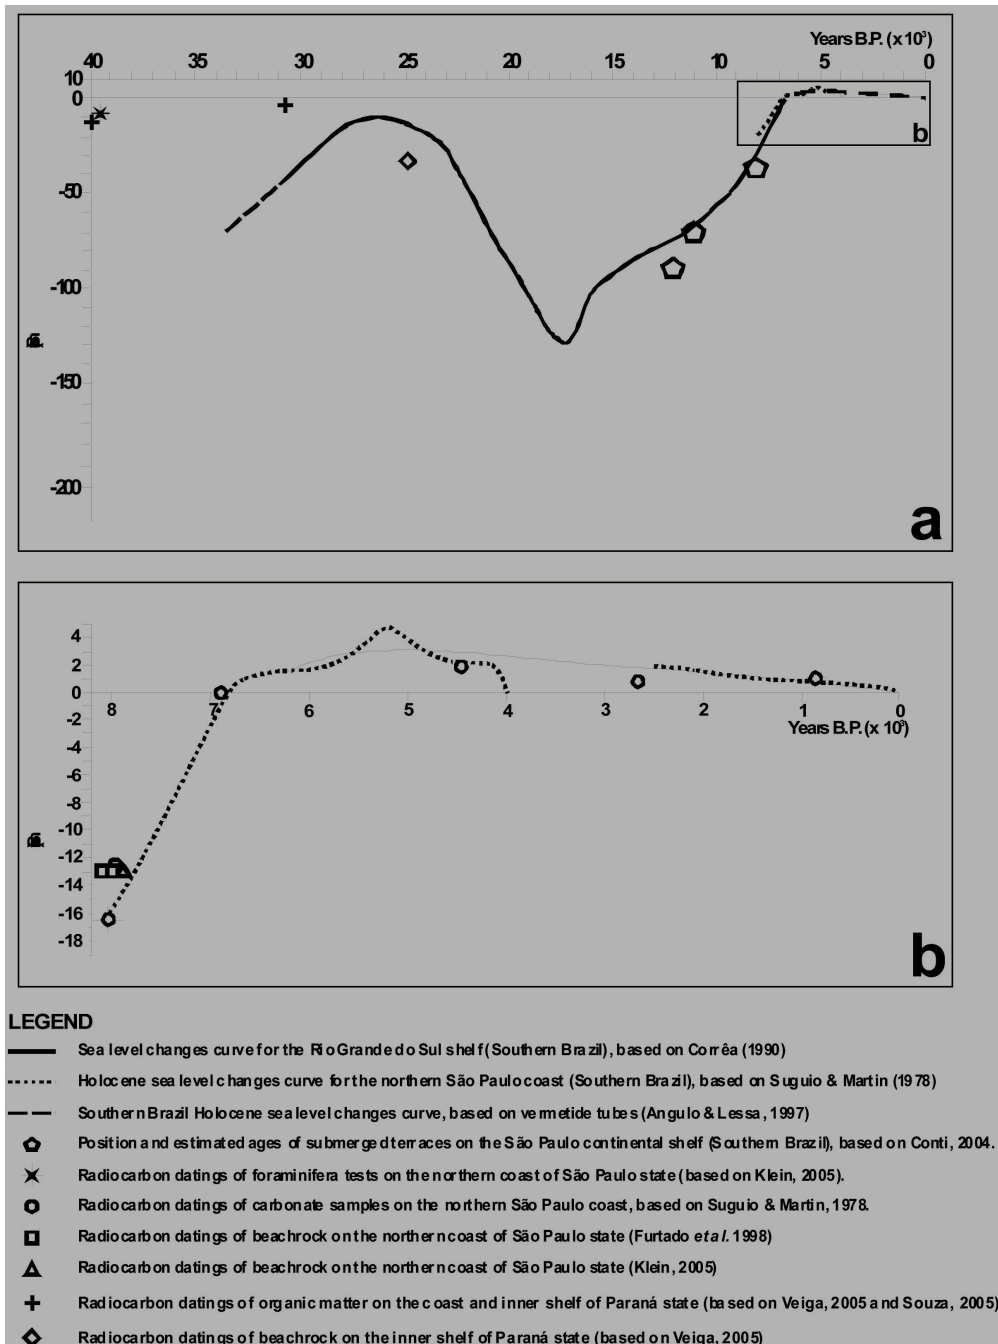 Years B.P. (x 10³)
40 35 30 25 20 15 10 5 0
10
0
-50
-100
-150
-200
b
a
4
2
0
-2
-4
-6
-8
-10
-12
-14
-16
-18
8 7 6 5 4 3 2 1 0
Years B.P. (x 10³)
b
LEGEND
Sea level changes curve for the Rio Grande do Sul shelf (Southern Brazil), based on Corrêa (1990)
Holocene sea level changes curve for the northern São Paulo coast (Southern Brazil), based on Suguio & Martin (1978)
Southern Brazil Holocene sea level changes curve, based on vermetide tubes (Angulo & Lessa, 1997)
Position and estimated ages of submerged terraces on the São Paulo continental shelf (Southern Brazil), based on Conti, 2004.
Radiocarbon datings of foraminifera tests on the northern coast of São Paulo state (based on Klein, 2005).
Radiocarbon datings of carbonate samples on the northern São Paulo coast, based on Suguio & Martin, 1978.
Radiocarbon datings of beachrock on the northern coast of São Paulo state (Furtado et al. 1998)
Radiocarbon datings of beachrock on the northern coast of São Paulo state (Klein, 2005)
Radiocarbon datings of organic matter on the coast and inner shelf of Paraná state (based on Veiga, 2005 and Souza, 2005)
Radiocarbon datings of beachrock on the inner shelf of Paraná state (based on Veiga, 2005)